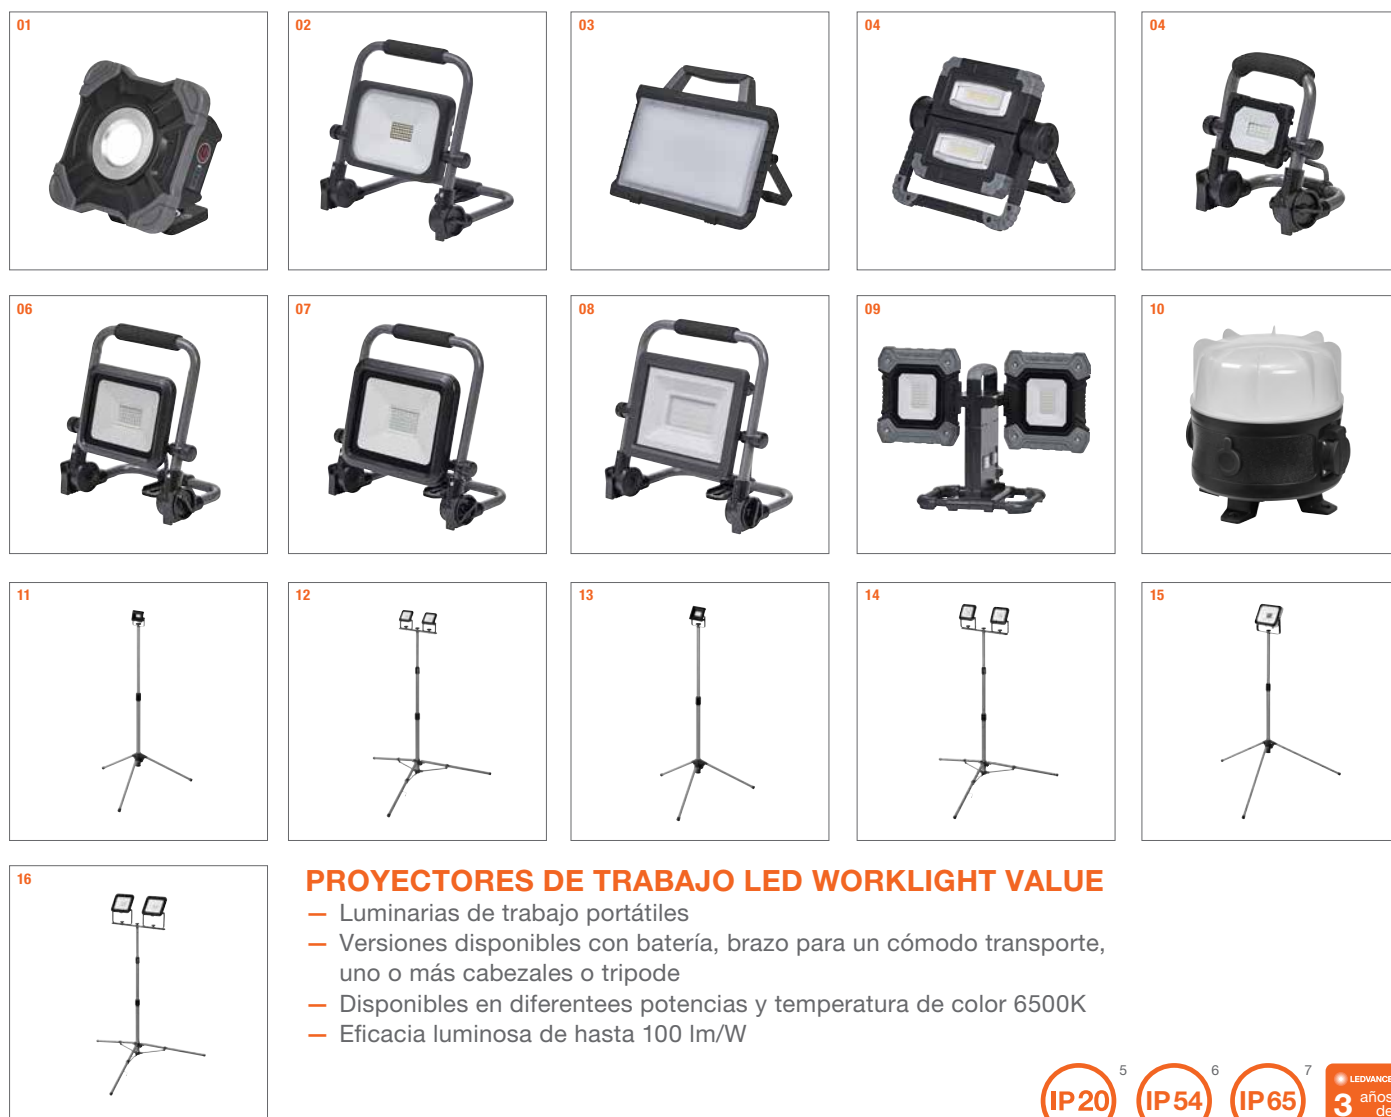 01
02
03
04
04
06
07
08
09
10
11
12
13
14
15
16
PROYECTORES DE TRABAJO LED WORKLIGHT VALUE
— Luminarias de trabajo portátiles
— Versiones disponibles con batería, brazo para un cómodo transporte,
uno o más cabezales o tripode
— Disponibles en diferentees potencias y temperatura de color 6500K
— Eficacia luminosa de hasta 100 lm/W
IP20 5
IP54 6
IP65 7
LEDVANCE
3 años
de